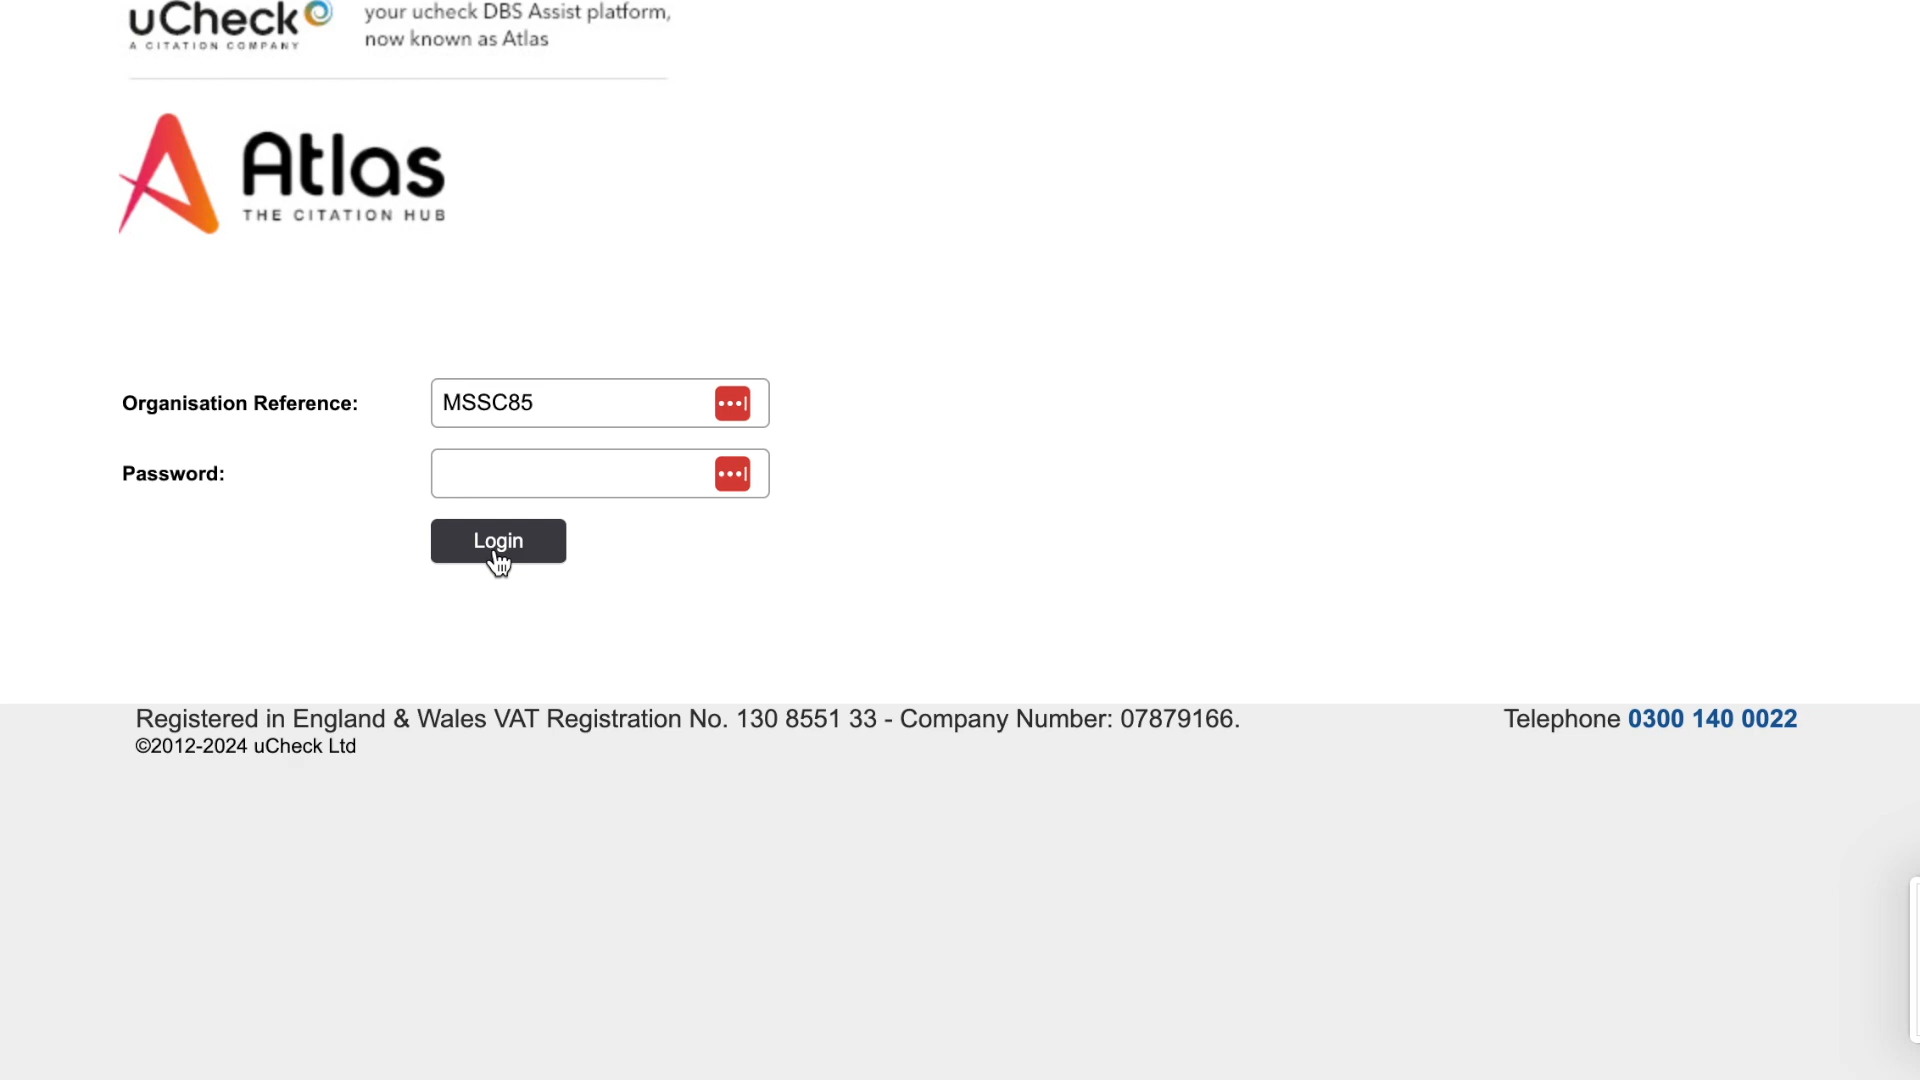 uCheck
A CITATION COMPANY
your ucheck DBS Assist platform,
now known as Atlas
Atlas
THE CITATION HUB
Organisation Reference:
MSSC85
Password:
Login
Registered in England & Wales VAT Registration No. 130 8551 33 - Company Number: 07879166.
Telephone 0300 140 0022
©2012-2024 uCheck Ltd